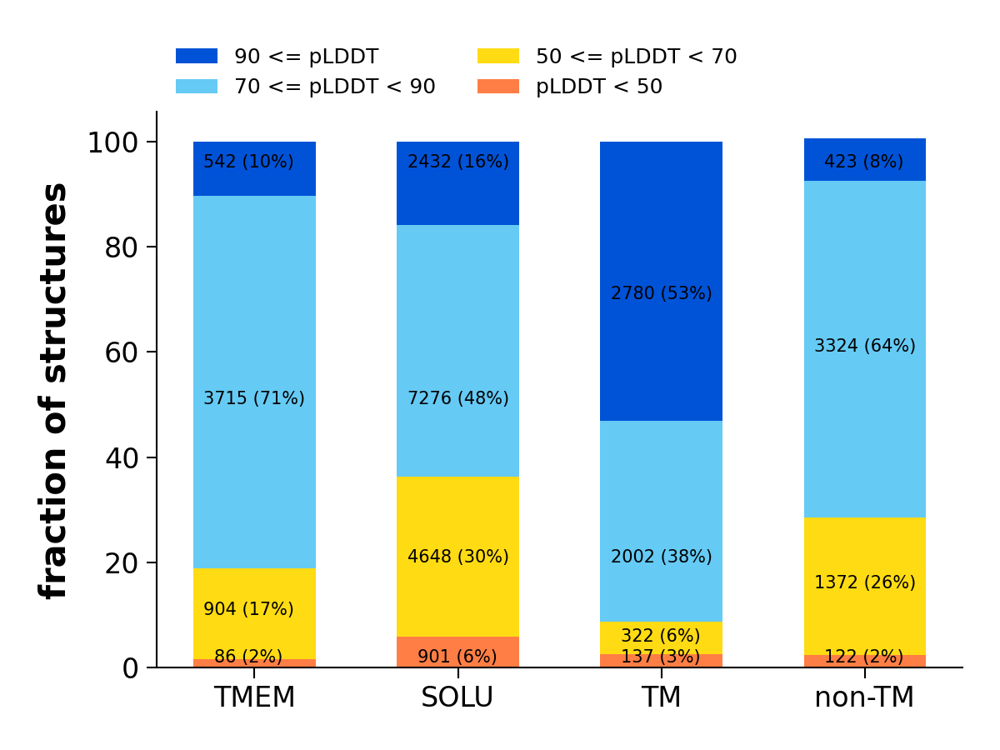 90 <= pLDDT
50 <= pLDDT < 70
70 <= pLDDT < 90
pLDDT < 50
fraction of structures
100
80
60
40
20
0
542 (10%)
3715 (71%)
904 (17%)
86 (2%)
2432 (16%)
7276 (48%)
4648 (30%)
901 (6%)
2780 (53%)
2002 (38%)
322 (6%)
137 (3%)
423 (8%)
3324 (64%)
1372 (26%)
122 (2%)
TMEM
SOLU
TM
non-TM